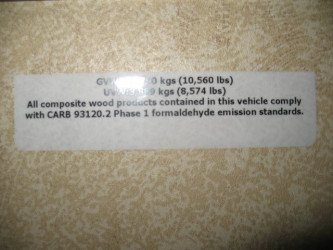 kgs (10,560 lbs)
kgs (8,574 lbs)
All composite wood products contained in this vehicle comply
with CARB 93120.2 Phase 1 formaldehyde emission standards.